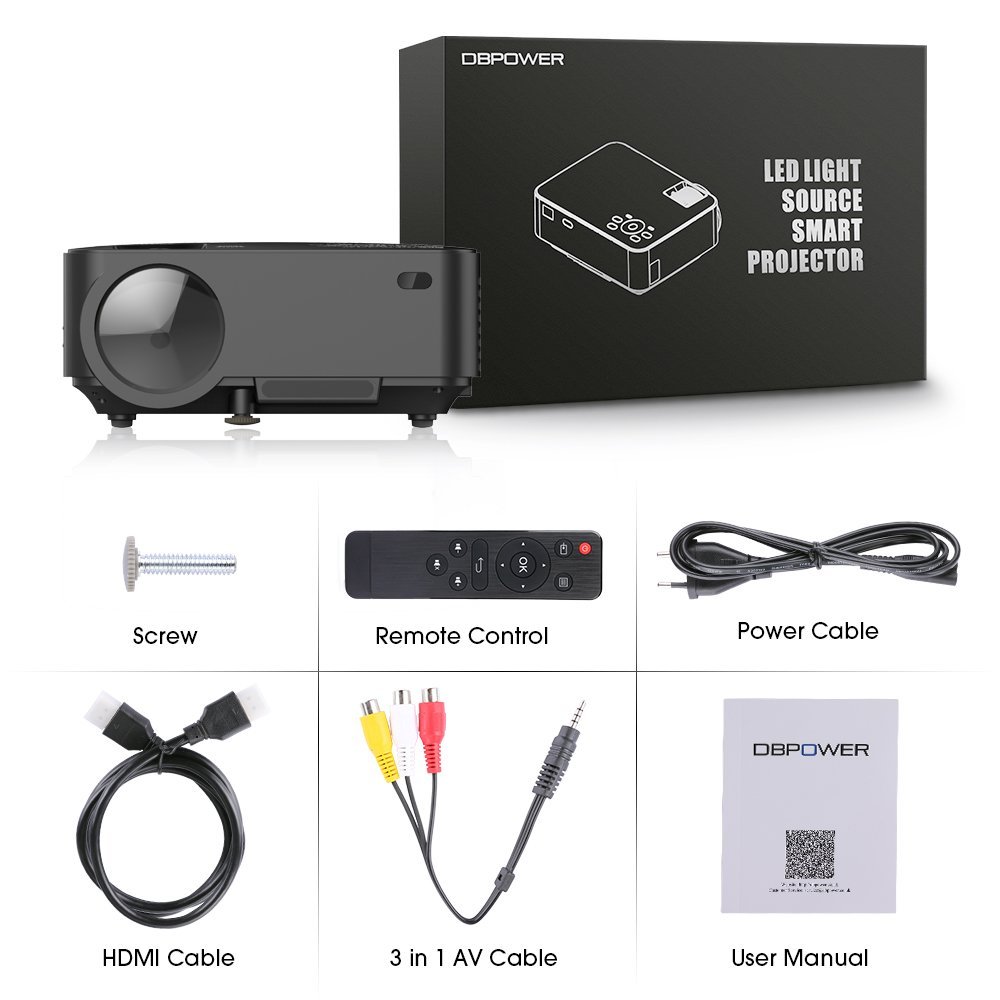 DBPOWER
LED LIGHT
SOURCE
SMART
PROJECTOR
OK
Screw
Remote Control
Power Cable
DBPOWER
HDMI Cable
3 in 1 AV Cable
User Manual